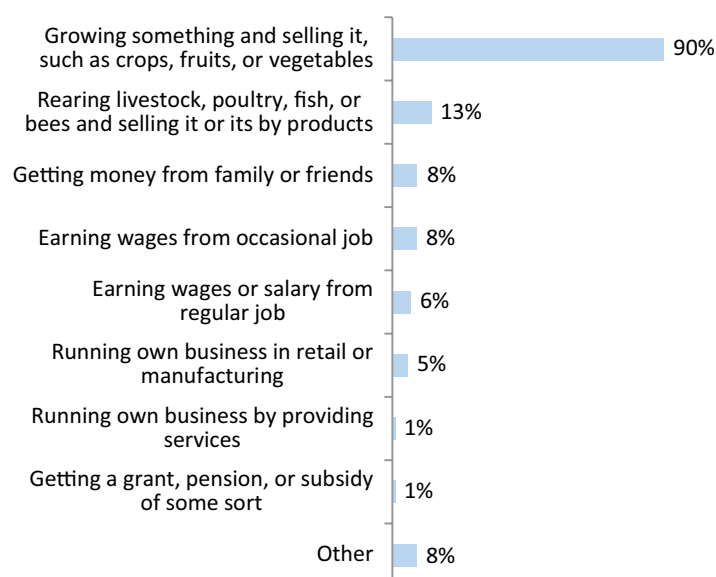 Growing something and selling it,
such as crops, fruits, or vegetables
90%
Rearing livestock, poultry, fish, or
bees and selling it or its by products
13%
Getting money from family or friends
8%
Earning wages from occasional job
8%
Earning wages or salary from
regular job
6%
Running own business in retail or
manufacturing
5%
Running own business by providing
services
1%
Getting a grant, pension, or subsidy
of some sort
1%
Other
8%